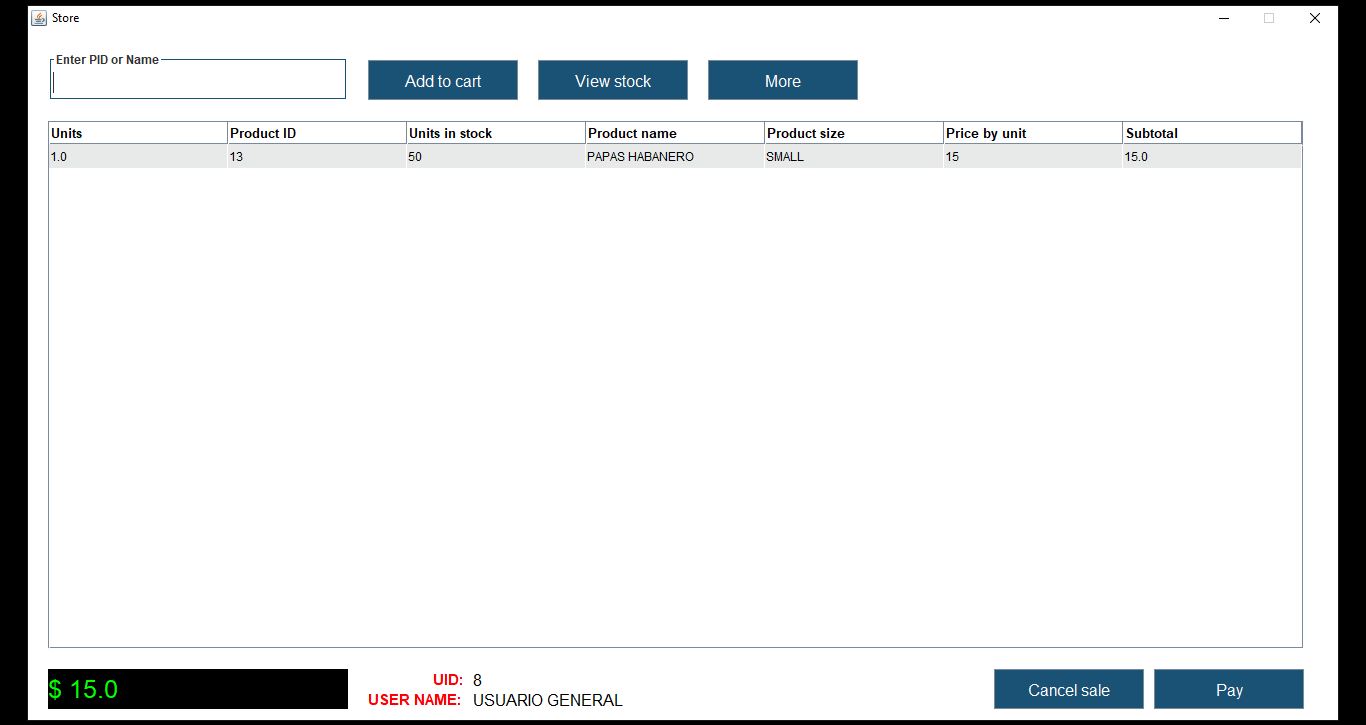 Store
Enter PID or Name
Add to cart View stock More
Units Product ID Units in stock Product name Product size Price by unit Subtotal
1.0 13 50 PAPAS HABANERO SMALL 15 15.0
$ 15.0
UID: 8
USER NAME: USUARIO GENERAL
Cancel sale Pay